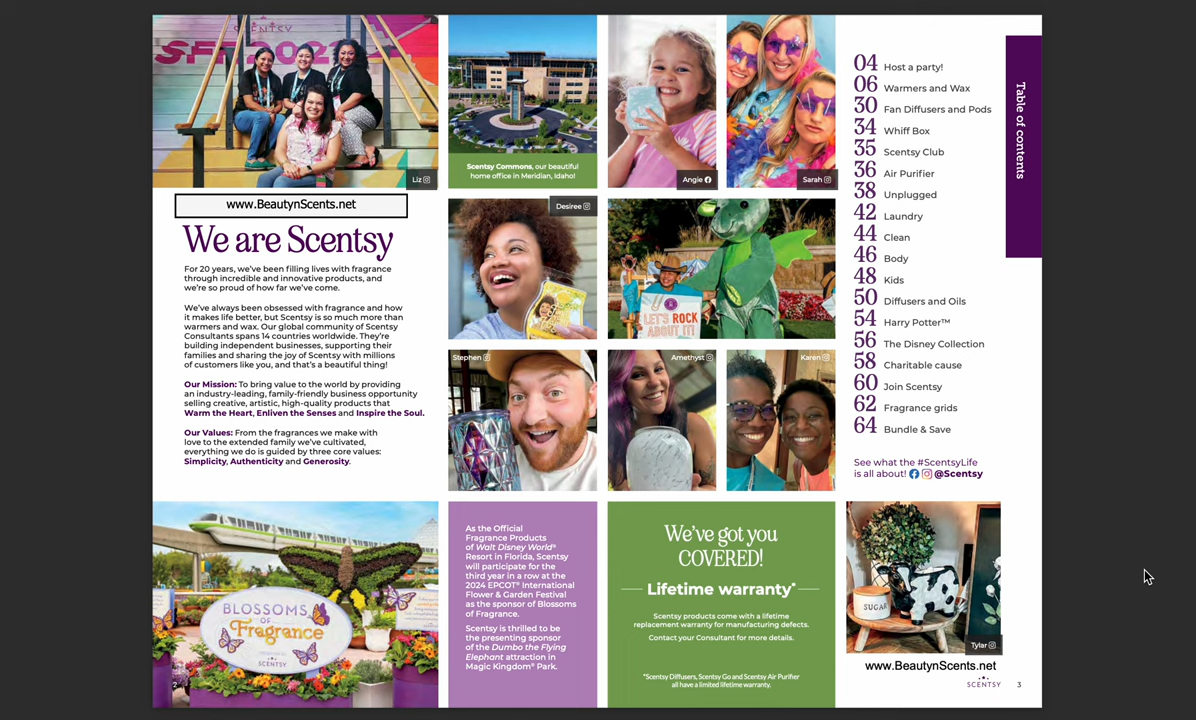 SCENTSY
Liz
www.BeautynScents.net
We are Scentsy
For 20 years, we've been filling lives with fragrance
through incredible and innovative products, and
we're so proud of how far we've come.
We've always been obsessed with fragrance and how
it makes life better, but Scentsy is so much more than
warmers and wax. Our global community of Scentsy
Consultants spans 14 countries worldwide. They're
building independent businesses, supporting their
families and sharing the joy of Scentsy with millions
of customers like you, and that's a beautiful thing!
Our Mission: To bring value to the world by providing
an industry-leading, family-friendly business opportunity
selling creative, artistic, high-quality products that
Warm the Heart, Enliven the Senses and Inspire the Soul.
Our Values: From the fragrances we make with
love to the extended family we've cultivated,
everything we do is guided by three core values:
Simplicity, Authenticity and Generosity.
BLOSSOMS
OF
Fragrance
SCENTSY
Scentsy Commons, our beautiful
home office in Meridian, Idaho!
Angie
Sarah
Desiree
LET'S ROCK
ABOUT IT!
Stephen
Amethyst
Karen
As the Official
Fragrance Products
of Walt Disney World®
Resort in Florida, Scentsy
will participate for the
third year in a row at the
2024 EPCOT® International
Flower & Garden Festival
as the sponsor of Blossoms
of Fragrance.
Scentsy is thrilled to be
the presenting sponsor
of the Dumbo the Flying
Elephant attraction in
Magic Kingdom® Park.
We've got you
COVERED!
Lifetime warranty*
Scentsy products come with a lifetime
replacement warranty for manufacturing defects.
Contact your Consultant for more details.
*Scentsy Diffusers, Scentsy Go and Scentsy Air Purifier
all have a limited lifetime warranty.
Table of contents
04 Host a party!
06 Warmers and Wax
30 Fan Diffusers and Pods
34 Whiff Box
35 Scentsy Club
36 Air Purifier
38 Unplugged
42 Laundry
44 Clean
46 Body
48 Kids
50 Diffusers and Oils
54 Harry Potter™
56 The Disney Collection
58 Charitable cause
60 Join Scentsy
62 Fragrance grids
64 Bundle & Save
See what the #ScentsyLife
is all about! @Scentsy
SUGAR
Tylar
www.BeautynScents.net
SCENTSY 3